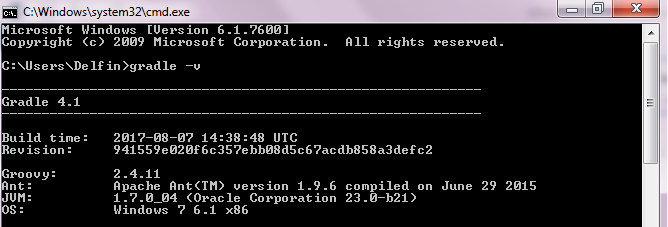 C:\Windows\system32\cmd.exe
Microsoft Windows [Version 6.1.7600]
Copyright (c) 2009 Microsoft Corporation.  All rights reserved.
C:\Users\Delfin>gradle -v
------------------------------------------------------------
Gradle 4.1
------------------------------------------------------------
Build time:   2017-08-07 14:38:48 UTC
Revision:     941559e020f6c357ebb08d5c67acdb858a3defc2
Groovy:       2.4.11
Ant:          Apache Ant(TM) version 1.9.6 compiled on June 29 2015
JVM:          1.7.0_04 (Oracle Corporation 23.0-b21)
OS:           Windows 7 6.1 x86